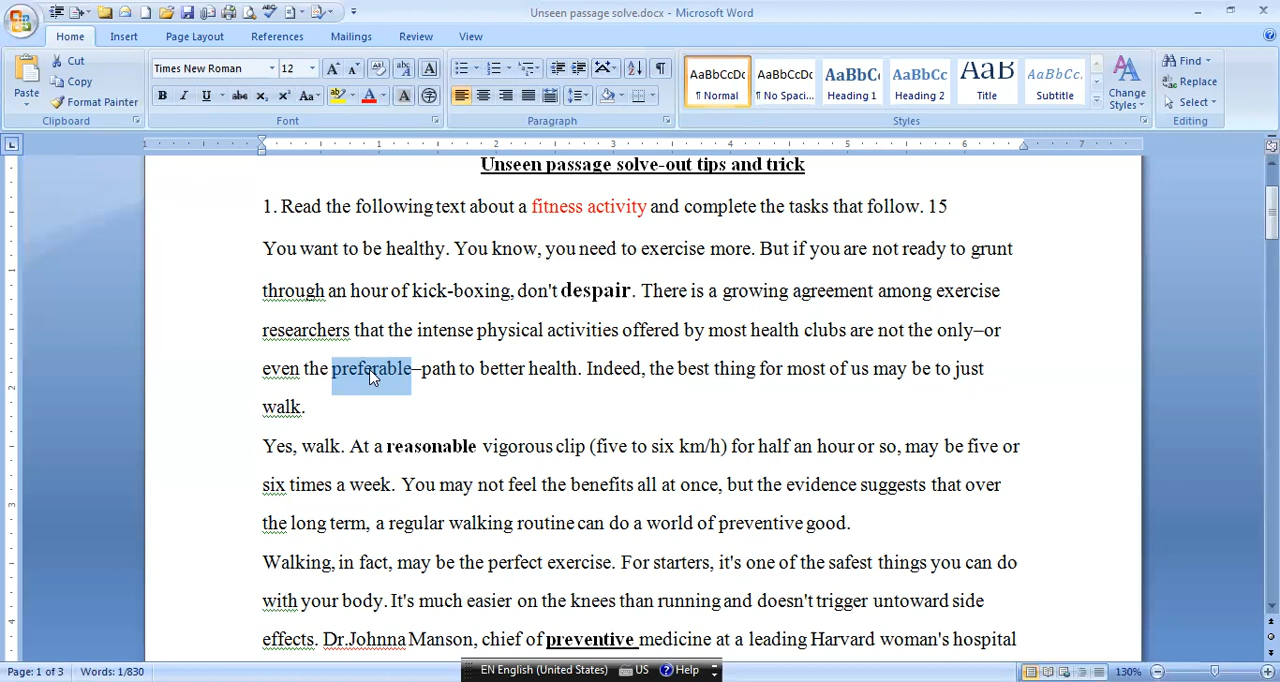 Unseen passage solve.docx - Microsoft Word
Home Insert Page Layout References Mailings Review View
Paste
Cut
Copy
Format Painter
Clipboard
Times New Roman 12
Font
Paragraph
AaBbCcDc AaBbCcDc AaBbC AaBbCc AaB AaBbCc.
¶ Normal ¶ No Spaci... Heading 1 Heading 2 Title Subtitle
Styles
Change Styles
Find
Replace
Select
Editing
1 1 2 3 4 5 6 7
Unseen passage solve-out tips and trick
1. Read the following text about a fitness activity and complete the tasks that follow. 15
You want to be healthy. You know, you need to exercise more. But if you are not ready to grunt
through an hour of kick-boxing, don't despair. There is a growing agreement among exercise
researchers that the intense physical activities offered by most health clubs are not the only–or
even the preferable–path to better health. Indeed, the best thing for most of us may be to just
walk.
Yes, walk. At a reasonable vigorous clip (five to six km/h) for half an hour or so, may be five or
six times a week. You may not feel the benefits all at once, but the evidence suggests that over
the long term, a regular walking routine can do a world of preventive good.
Walking, in fact, may be the perfect exercise. For starters, it's one of the safest things you can do
with your body. It's much easier on the knees than running and doesn't trigger untoward side
effects. Dr.Johnna Manson, chief of preventive medicine at a leading Harvard woman's hospital
Page: 1 of 3 Words: 1/830 EN English (United States) US Help 130%